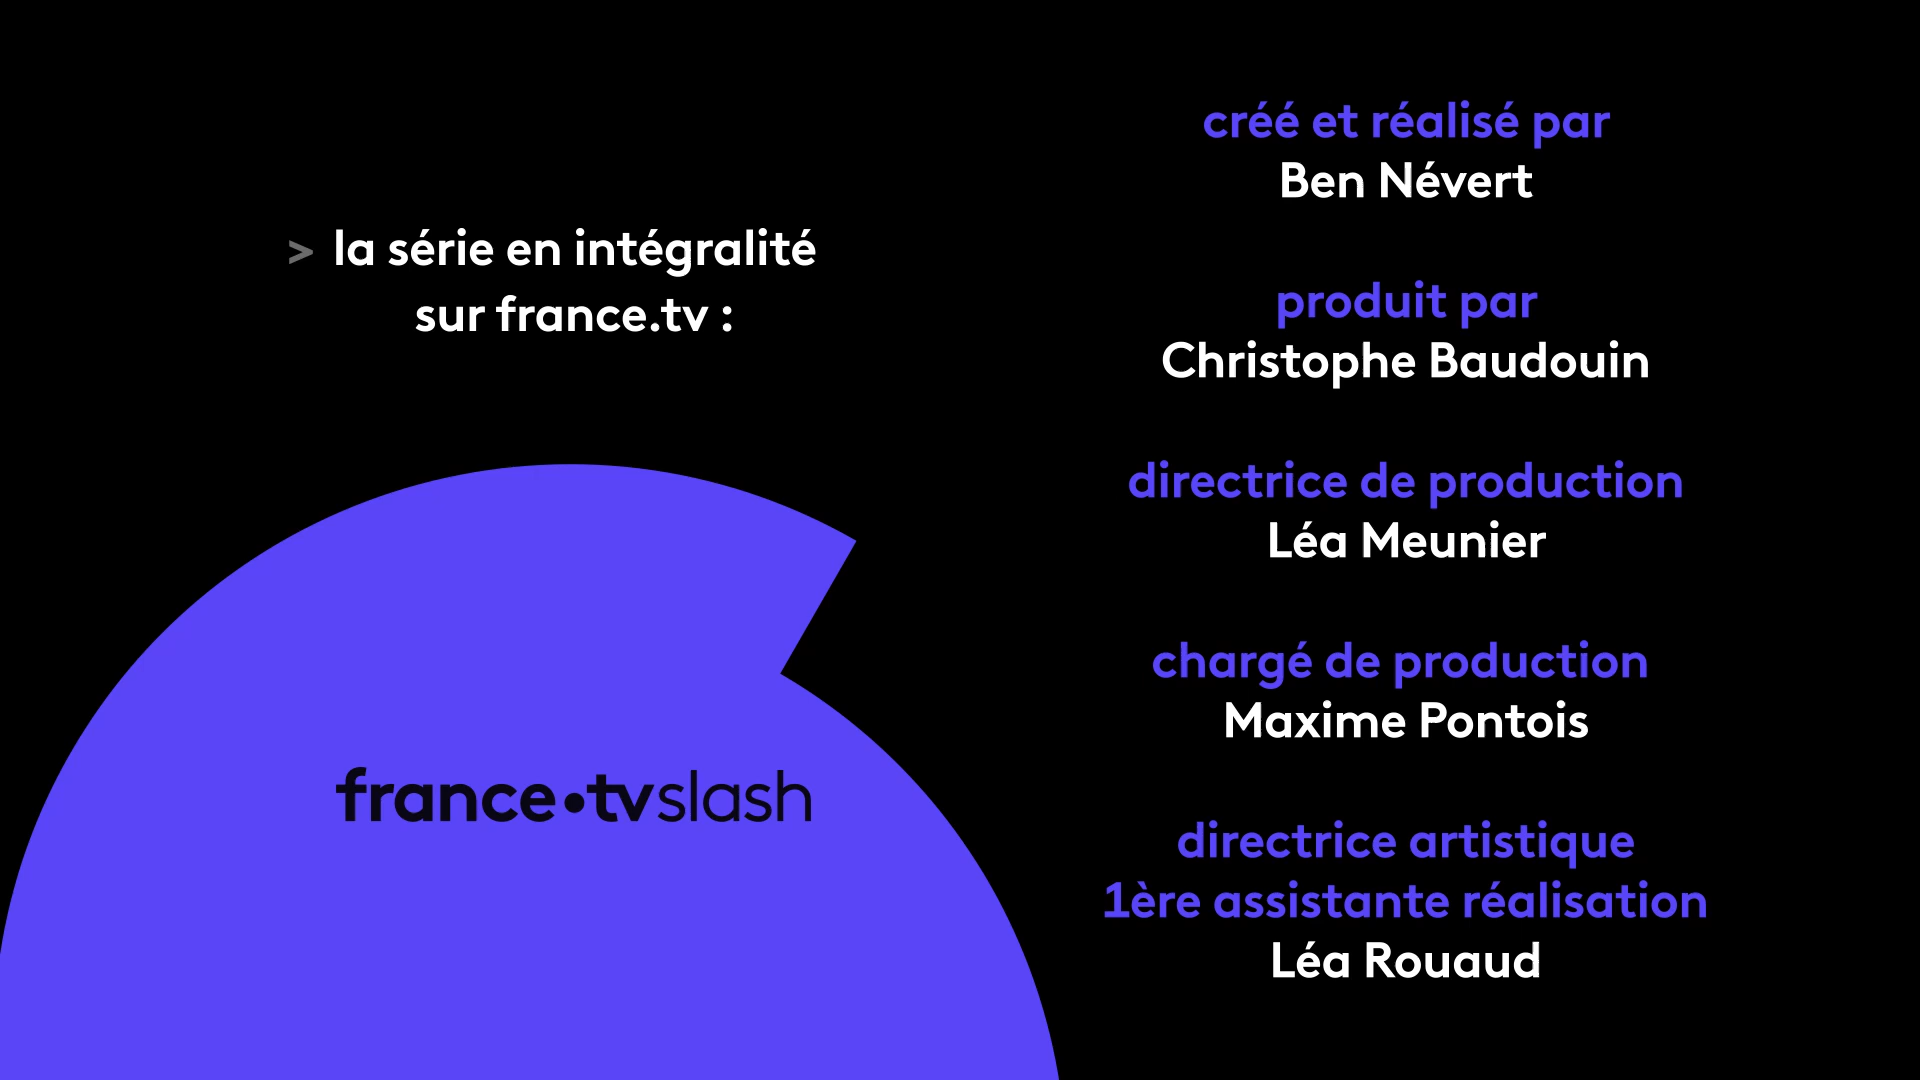 > la série en intégralité
sur france.tv :
france•tvslash
créé et réalisé par
Ben Névert
produit par
Christophe Baudouin
directrice de production
Léa Meunier
chargé de production
Maxime Pontois
directrice artistique
1ère assistante réalisation
Léa Rouaud